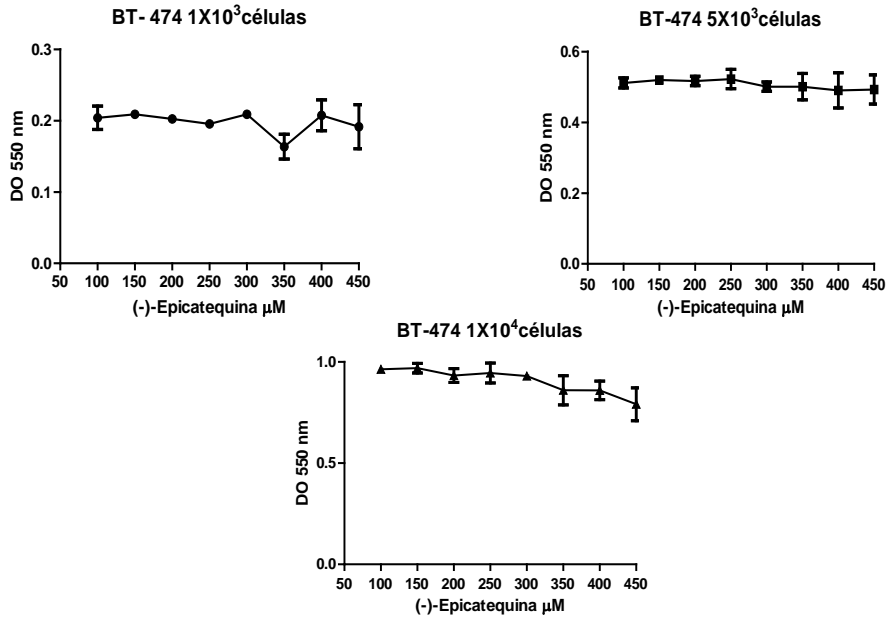 BT- 474 1X10³células
DO 550 nm
0.3
0.2
0.1
0.0
50 100 150 200 250 300 350 400 450
(-)-Epicatequina μM
BT-474 5X10³células
DO 550 nm
0.6
0.4
0.2
0.0
50 100 150 200 250 300 350 400 450
(-)-Epicatequina μM
BT-474 1X10⁴células
DO 550 nm
1.0
0.5
0.0
50 100 150 200 250 300 350 400 450
(-)-Epicatequina μM